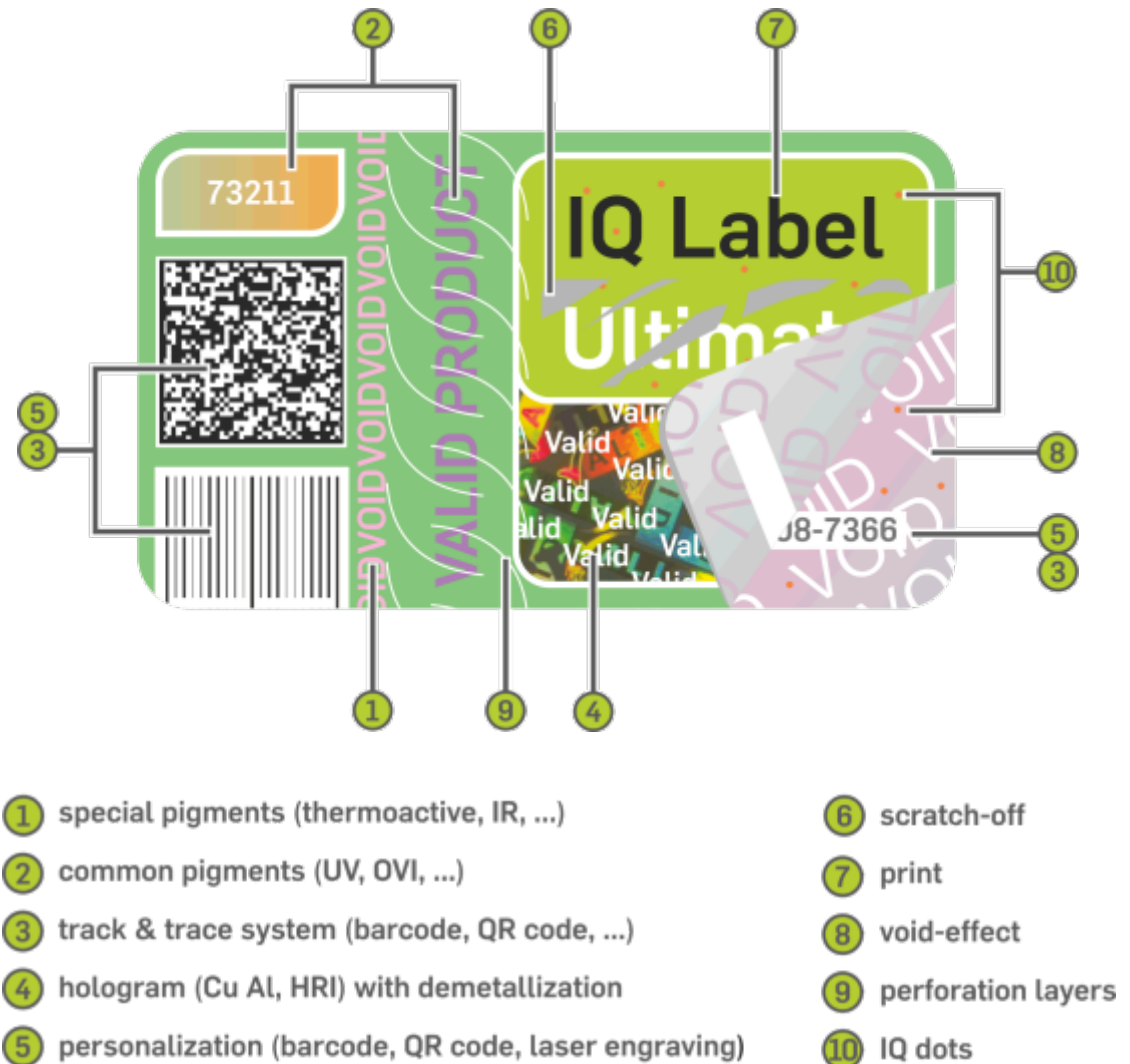 2
6
7
73211
VOIDVOIDVOIDVOIDVOID
VALID PRODUCT
IQ Label
10
Ultimat
5
3
Valid
Valid
Valid
Valid
Valid
Valid
VOID
VOID
8
08-7366
5
3
1
9
4
1 special pigments (thermoactive, IR, ...)
2 common pigments (UV, OVI, ...)
3 track & trace system (barcode, QR code, ...)
4 hologram (Cu Al, HRI) with demetallization
5 personalization (barcode, QR code, laser engraving)
6 scratch-off
7 print
8 void-effect
9 perforation layers
10 IQ dots